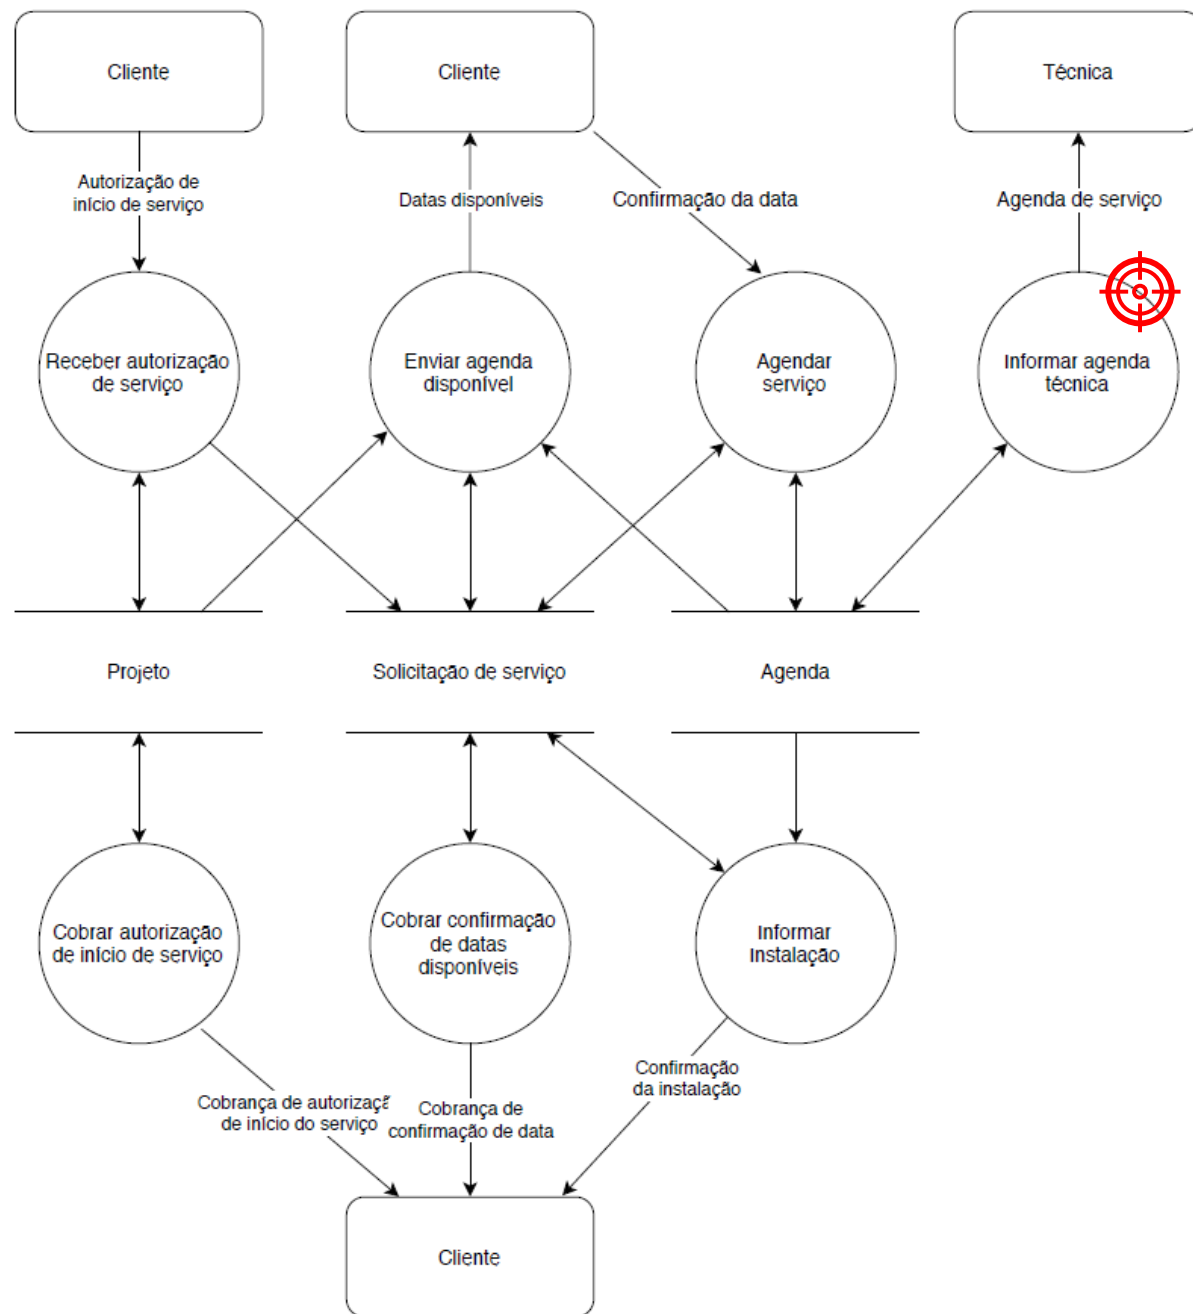 Cliente
Cliente
Técnica
Autorização de
início de serviço
Datas disponíveis
Confirmação da data
Agenda de serviço
Receber autorização
de serviço
Enviar agenda
disponível
Agendar
serviço
Informar agenda
técnica
Projeto
Solicitação de serviço
Agenda
Cobrar autorização
de início de serviço
Cobrar confirmação
de datas
disponíveis
Informar
Instalação
Cobrança de autorizaçã
de início do serviço
Cobrança de
confirmação de data
Confirmação
da instalação
Cliente